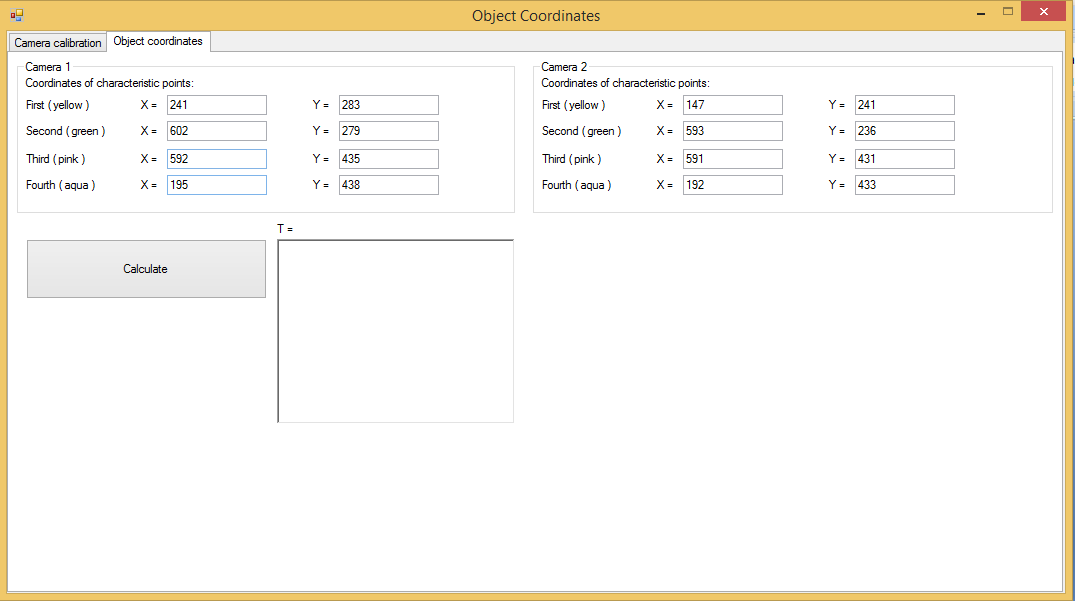 Object Coordinates
Camera calibration Object coordinates
Camera 1
Coordinates of characteristic points:
First ( yellow ) X = 241 Y = 283
Second ( green ) X = 602 Y = 279
Third ( pink ) X = 592 Y = 435
Fourth ( aqua ) X = 195 Y = 438
Camera 2
Coordinates of characteristic points:
First ( yellow ) X = 147 Y = 241
Second ( green ) X = 593 Y = 236
Third ( pink ) X = 591 Y = 431
Fourth ( aqua ) X = 192 Y = 433
T =
Calculate